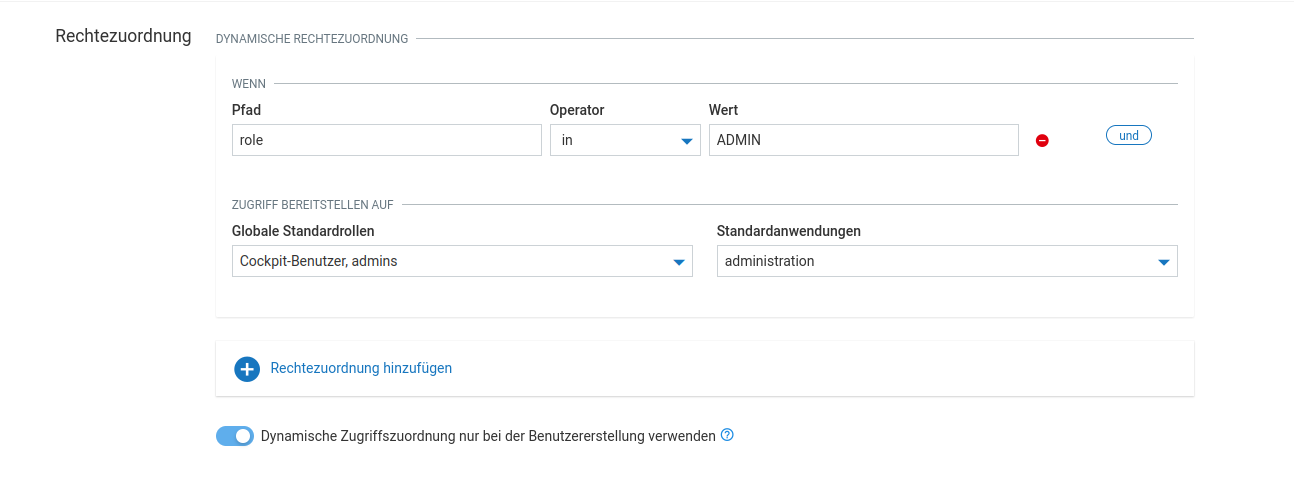 Rechtezuordnung
DYNAMISCHE RECHTEZUORDNUNG
WENN
Pfad Operator Wert
role in ADMIN und
ZUGRIFF BEREITSTELLEN AUF
Globale Standardrollen Standardanwendungen
Cockpit-Benutzer, admins administration
Rechtezuordnung hinzufügen
Dynamische Zugriffszuordnung nur bei der Benutzererstellung verwenden